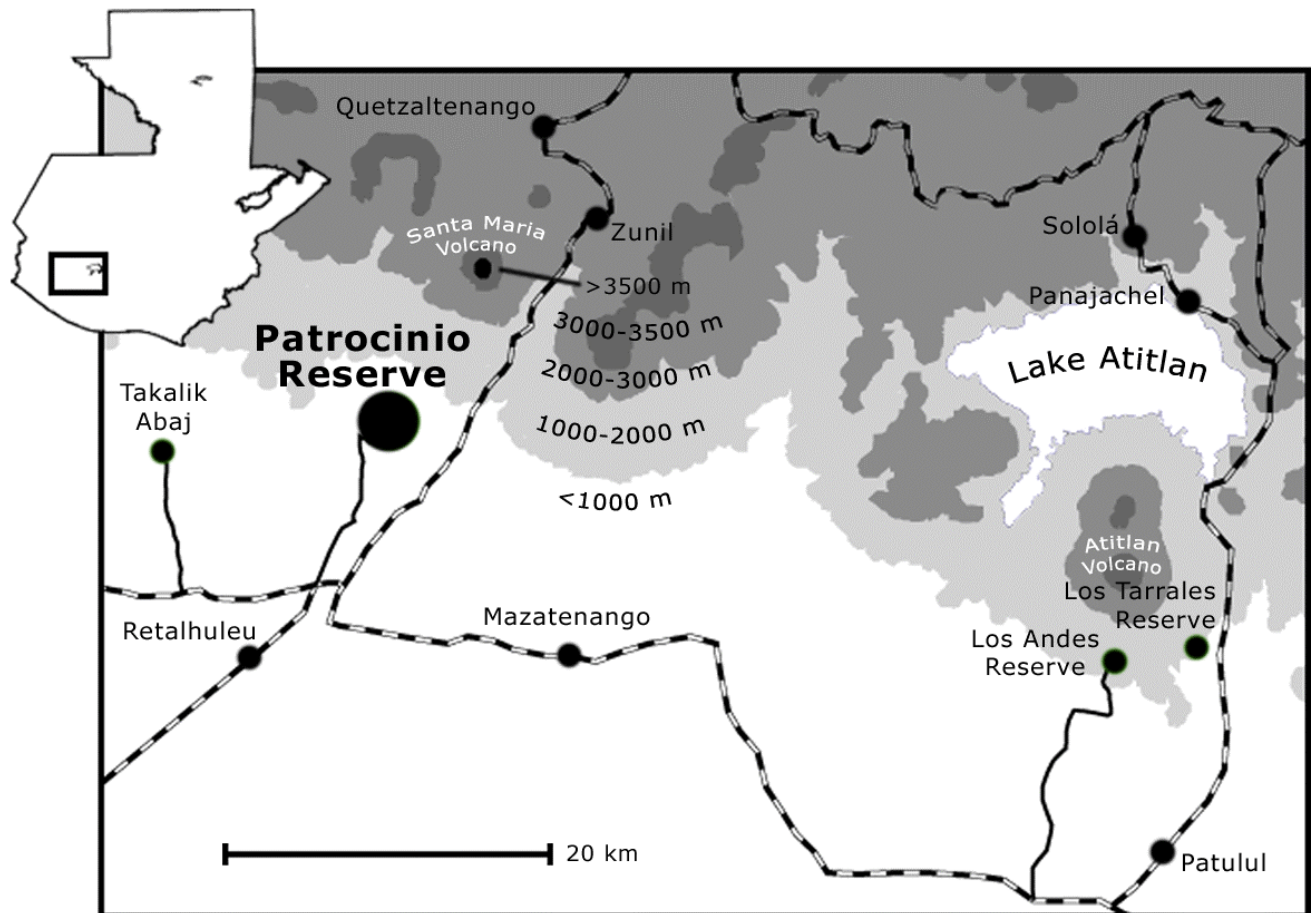 Quetzaltenango
Santa Maria
Volcano
Zunil
Sololá
>3500 m
Panajachel
3000-3500 m
Patrocinio
Reserve
Lake Atitlan
2000-3000 m
Takalik
Abaj
1000-2000 m
<1000 m
Atitlan
Volcano
Los Tarrales
Reserve
Retalhuleu
Mazatenango
Los Andes
Reserve
20 km
Patulul